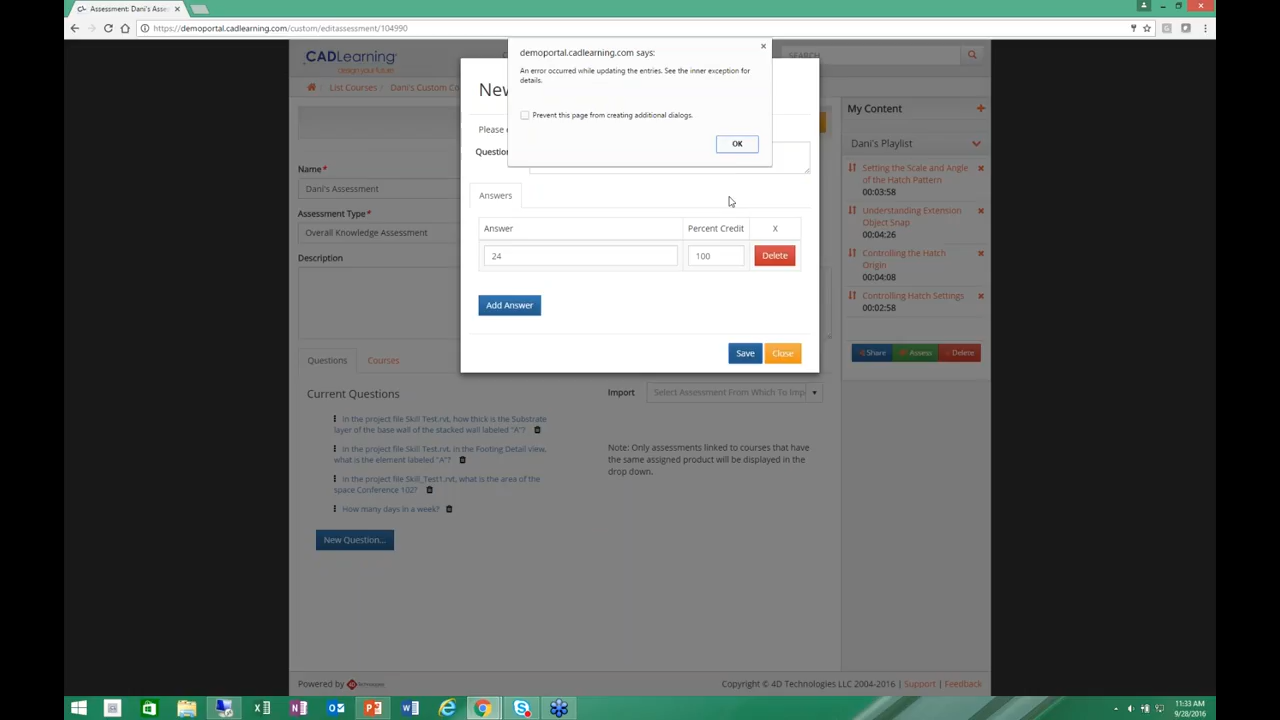 Assessment: Dani's Asse
https://demoportal.cadlearning.com/custom/editassessment/104990
CADLearning
design your future
SEARCH
List Courses
Dani's Custom Co
demoportal.cadlearning.com says:
An error occurred while updating the entries. See the inner exception for
details.
Prevent this page from creating additional dialogs.
OK
New
Please
Question
Answers
Answer
Percent Credit
X
24
100
Delete
Add Answer
Save
Close
Name *
Dani's Assessment
Assessment Type *
Overall Knowledge Assessment
Description
Questions
Courses
Current Questions
In the project file Skill Test.rvt, how thick is the Substrate
layer of the base wall of the stacked wall labeled "A"?
In the project file Skill Test.rvt, in the Footing Detail view,
what is the element labeled "A"?
In the project file Skill_Test1.rvt, what is the area of the
space Conference 102?
How many days in a week?
New Question...
Import
Select Assessment From Which To Imp
Note: Only assessments linked to courses that have
the same assigned product will be displayed in the
drop down.
My Content
Dani's Playlist
Setting the Scale and Angle
of the Hatch Pattern
00:03:58
Understanding Extension
Object Snap
00:04:26
Controlling the Hatch
Origin
00:04:08
Controlling Hatch Settings
00:02:58
Share
Assess
Delete
Powered by
Copyright © 4D Technologies LLC 2004-2016
Support
Feedback
11:33 AM
9/28/2016